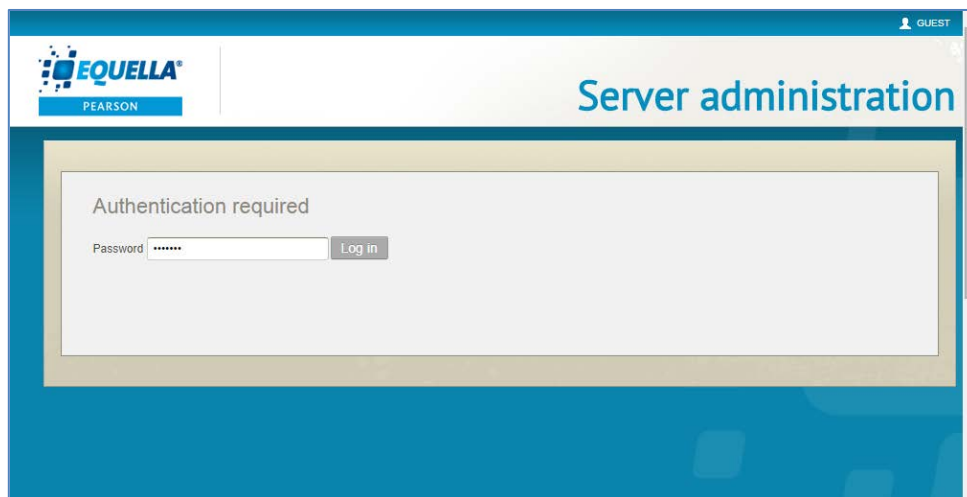 GUEST
EQUELLA®
PEARSON
Server administration
Authentication required
Password ••••••• Log in